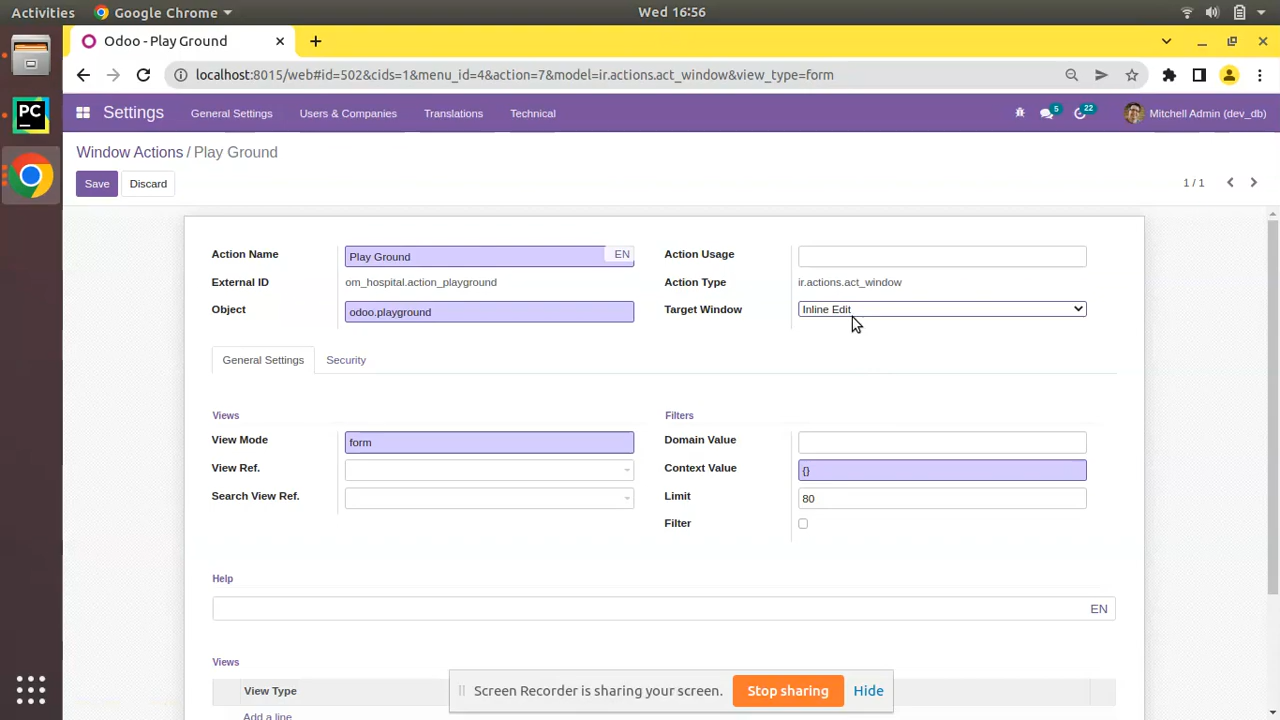 Activities Google Chrome Wed 16:56
Odoo - Play Ground
localhost:8015/web#id=502&cids=1&menu_id=4&action=7&model=ir.actions.act_window&view_type=form
Settings General Settings Users & Companies Translations Technical 5 22 Mitchell Admin (dev_db)
Window Actions / Play Ground
Save Discard 1 / 1
Action Name Play Ground EN Action Usage
External ID om_hospital.action_playground Action Type ir.actions.act_window
Object odoo.playground Target Window Inline Edit
General Settings Security
Views Filters
View Mode form Domain Value
View Ref. Context Value {}
Search View Ref. Limit 80
Filter
Help
EN
Views
View Type
Add a line
Screen Recorder is sharing your screen. Stop sharing Hide
PC